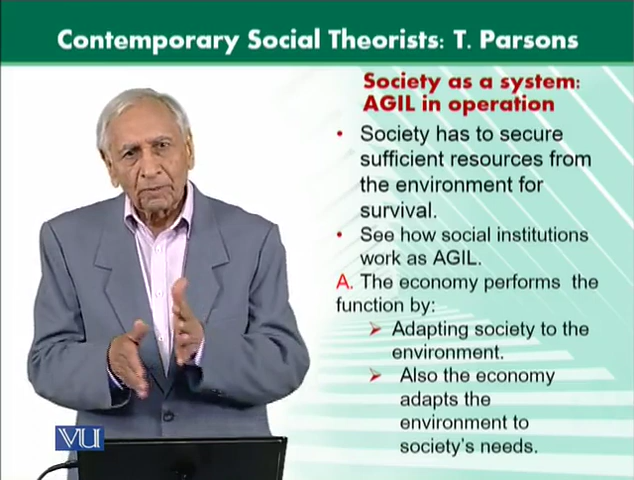 Contemporary Social Theorists: T. Parsons
Society as a system:
AGIL in operation
• Society has to secure
sufficient resources from
the environment for
survival.
• See how social institutions
work as AGIL.
A. The economy performs the
function by:
➢ Adapting society to the
environment.
➢ Also the economy
adapts the
environment to
society's needs.
VU